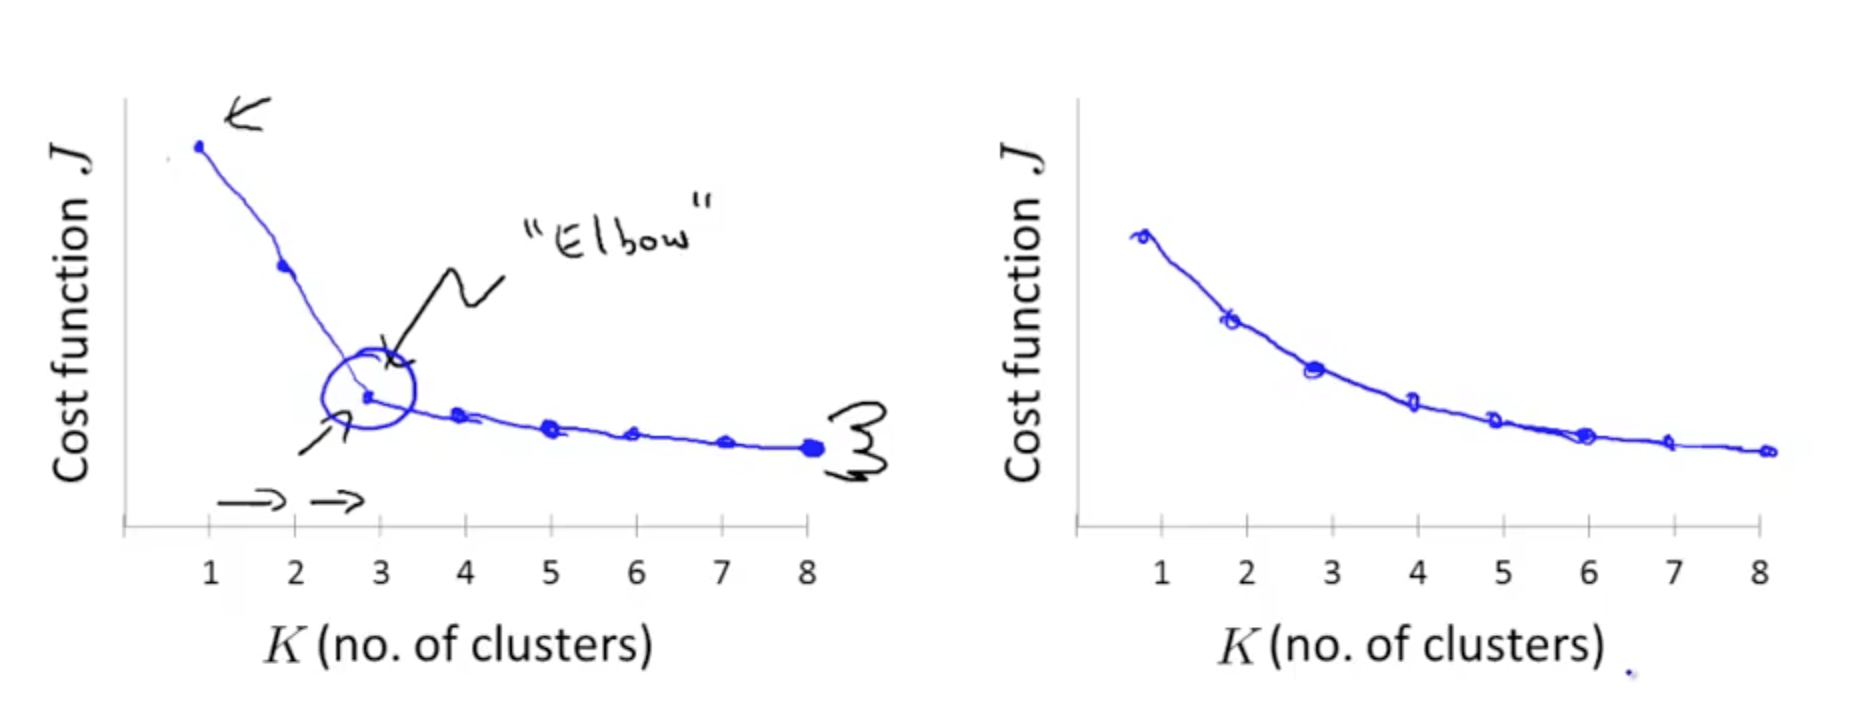 "Elbow"
Cost function J
1 2 3 4 5 6 7 8
K (no. of clusters)
Cost function J
1 2 3 4 5 6 7 8
K (no. of clusters)